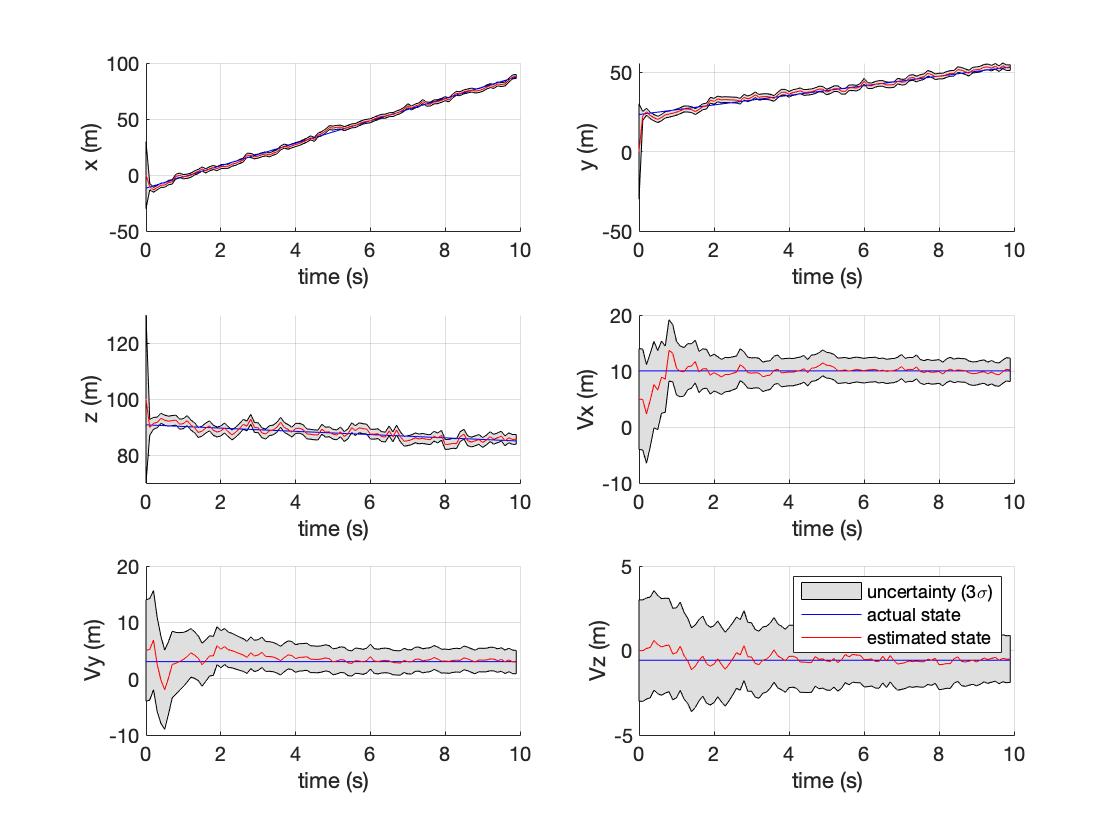 x (m)
100
50
0
-50
0 2 4 6 8 10
time (s)
y (m)
50
0
-50
0 2 4 6 8 10
time (s)
z (m)
120
100
80
0 2 4 6 8 10
time (s)
Vx (m)
20
10
0
-10
0 2 4 6 8 10
time (s)
Vy (m)
20
10
0
-10
0 2 4 6 8 10
time (s)
Vz (m)
5
0
-5
0 2 4 6 8 10
time (s)
uncertainty (3σ)
actual state
estimated state